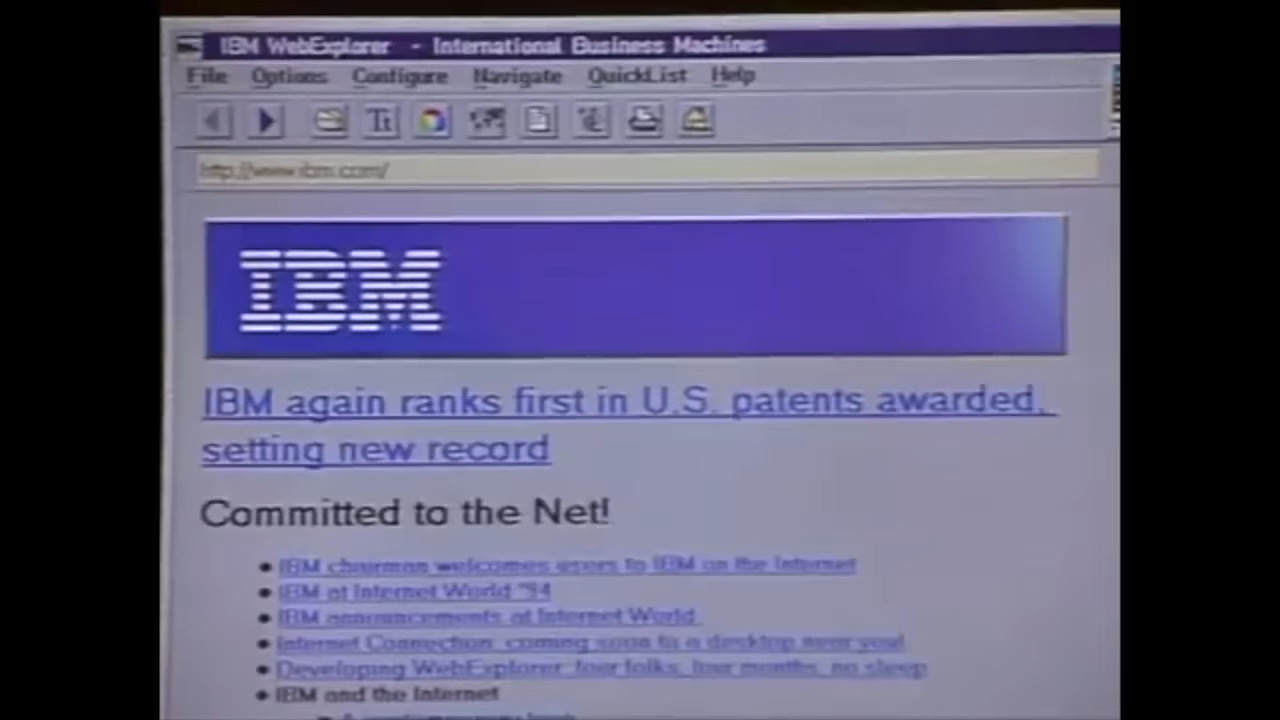 IBM WebExplorer - International Business Machines
File Options Configure Navigate QuickList Help
Tt
http://www.ibm.com/
IBM
IBM again ranks first in U.S. patents awarded,
setting new record
Committed to the Net!
IBM chairman welcomes users to IBM on the Internet
IBM at Internet World '94
IBM announcements at Internet World
Internet Connection: coming soon to a desktop near you!
Developing WebExplorer: four folks, four months, no sleep
IBM and the Internet